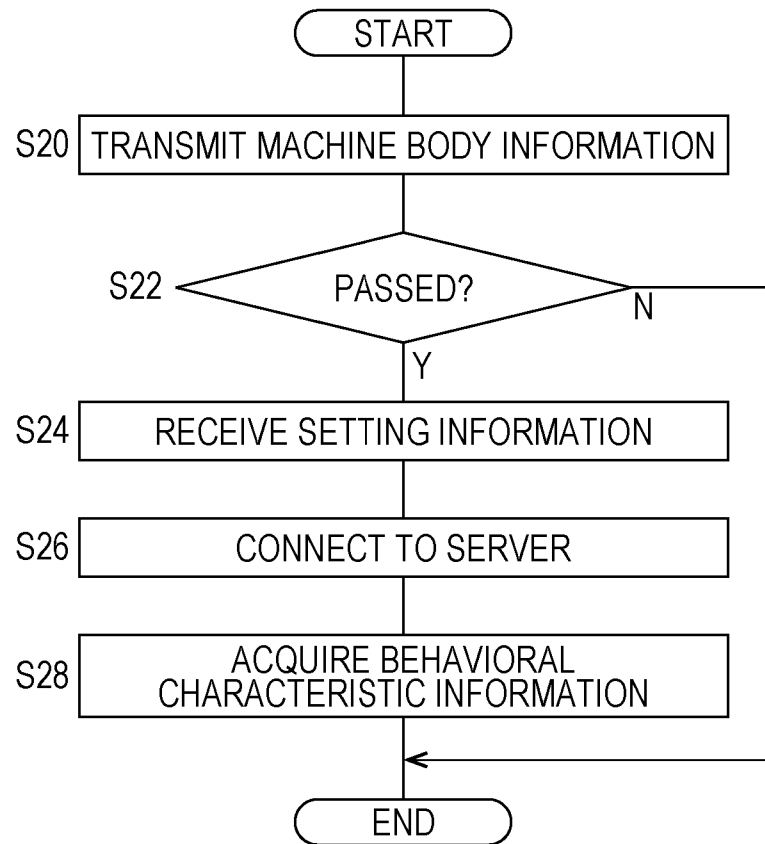 START
S20 TRANSMIT MACHINE BODY INFORMATION
S22 PASSED?
N
Y
S24 RECEIVE SETTING INFORMATION
S26 CONNECT TO SERVER
S28 ACQUIRE BEHAVIORAL
CHARACTERISTIC INFORMATION
END